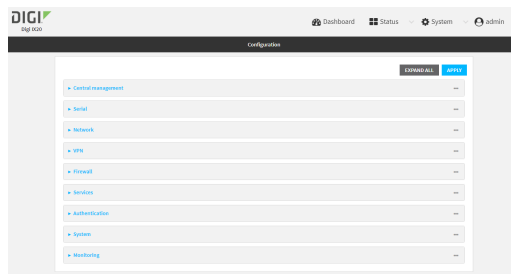 DIGI
Digi IX20
Dashboard
Status
System
admin
Configuration
EXPAND ALL
APPLY
Central management
Serial
Network
VPN
Firewall
Services
Authentication
System
Monitoring